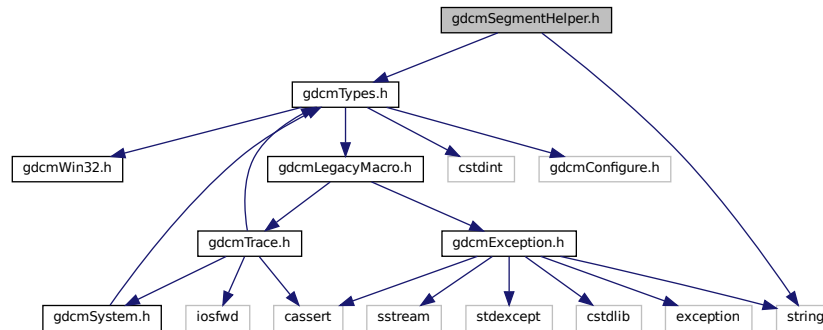 gdcmSegmentHelper.h
gdcmTypes.h
gdcmWin32.h
gdcmLegacyMacro.h
cstdint
gdcmConfigure.h
gdcmTrace.h
gdcmException.h
gdcmSystem.h
iosfwd
cassert
sstream
stdexcept
cstdlib
exception
string